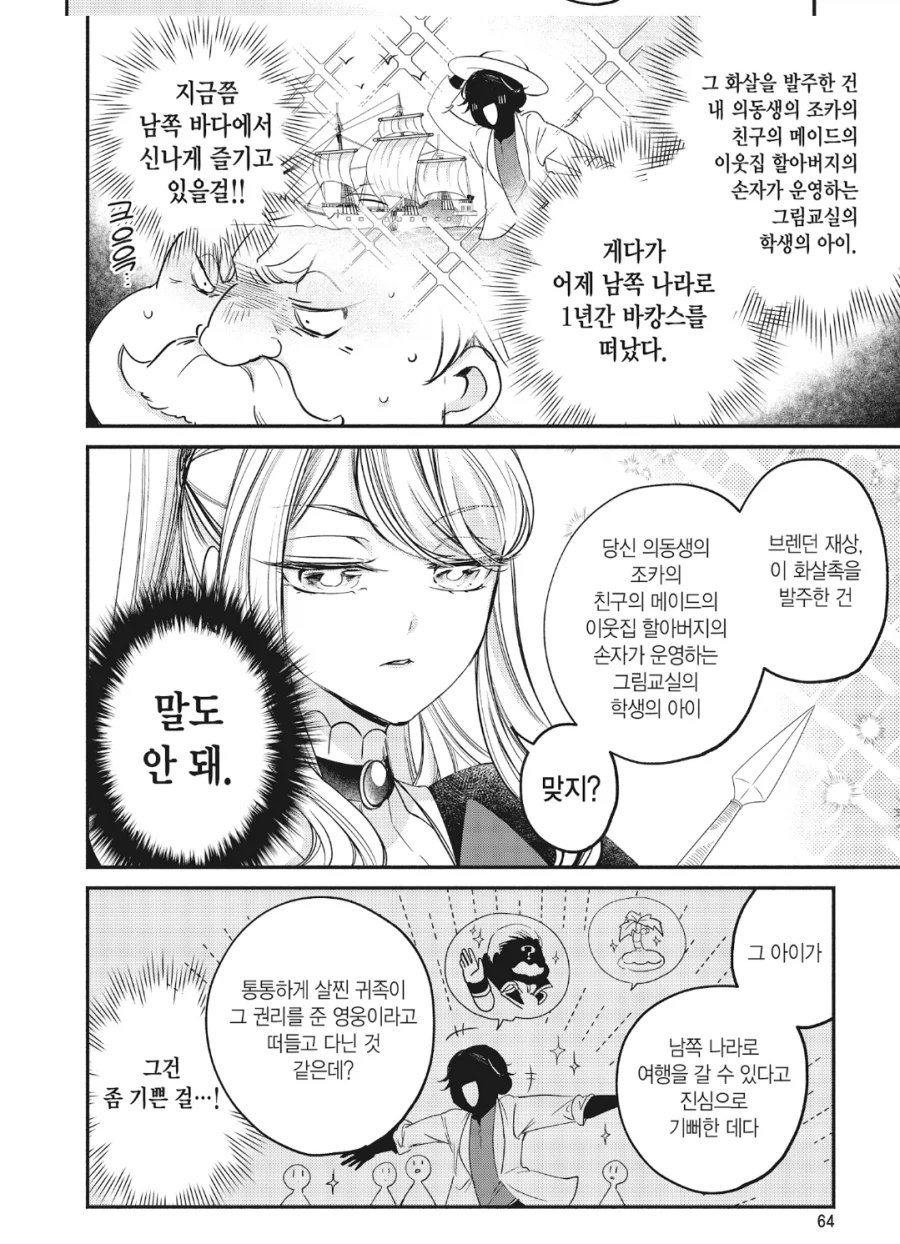 그 화살을 발주한 건
내 의동생의 조카의
친구의 메이드의
이웃집 할아버지의
손자가 운영하는
그림교실의
학생의 아이.
게다가
어제 남쪽 나라로
1년간 바캉스를
떠났다.
지금쯤
남쪽 바다에서
신나게 즐기고
있을걸!!
크으윽…
브렌던 재상,
이 화살촉을
발주한 건
당신 의동생의
조카의
친구의 메이드의
이웃집 할아버지의
손자가 운영하는
그림교실의
학생의 아이
맞지?
말도
안 돼.
그 아이가
남쪽 나라로
여행을 갈 수 있다고
진심으로
기뻐한 데다
?
통통하게 살찐 귀족이
그 권리를 준 영웅이라고
떠들고 다닌 것
같은데?
그건
좀 기쁜 걸…!
64